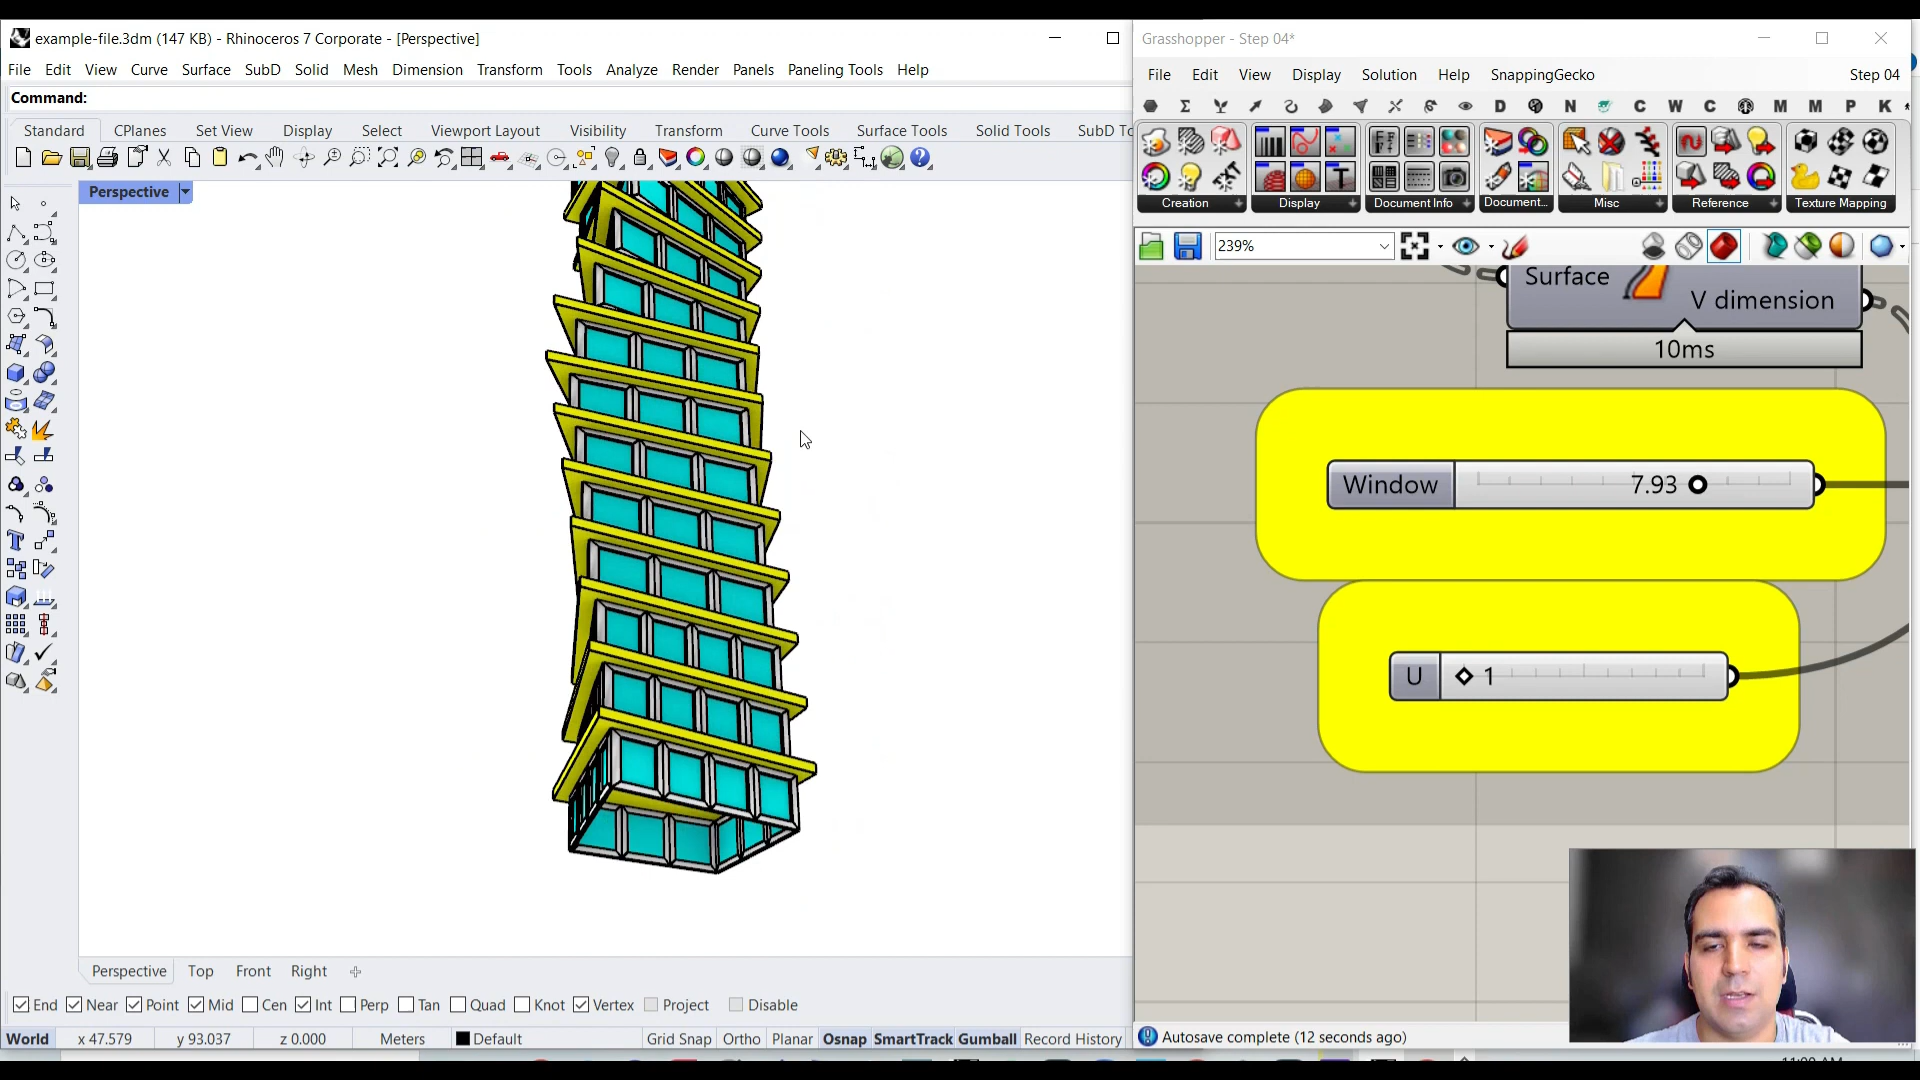 example-file.3dm (147 KB) - Rhinoceros 7 Corporate - [Perspective]
File Edit View Curve Surface SubD Solid Mesh Dimension Transform Tools Analyze Render Panels Paneling Tools Help
Command:
Standard CPlanes Set View Display Select Viewport Layout Visibility Transform Curve Tools Surface Tools Solid Tools SubD To
Perspective
Perspective Top Front Right
End Near Point Mid Cen Int Perp Tan Quad Knot Vertex Project Disable
World x 47.579 y 93.037 z 0.000 Meters Default Grid Snap Ortho Planar Osnap SmartTrack Gumball Record History
Grasshopper - Step 04*
File Edit View Display Solution Help SnappingGecko Step 04
D N C W C M M P K
Creation Display Document Info Document... Misc Reference Texture Mapping
239%
Surface
V dimension
10ms
Window 7.93
U 1
Autosave complete (12 seconds ago)